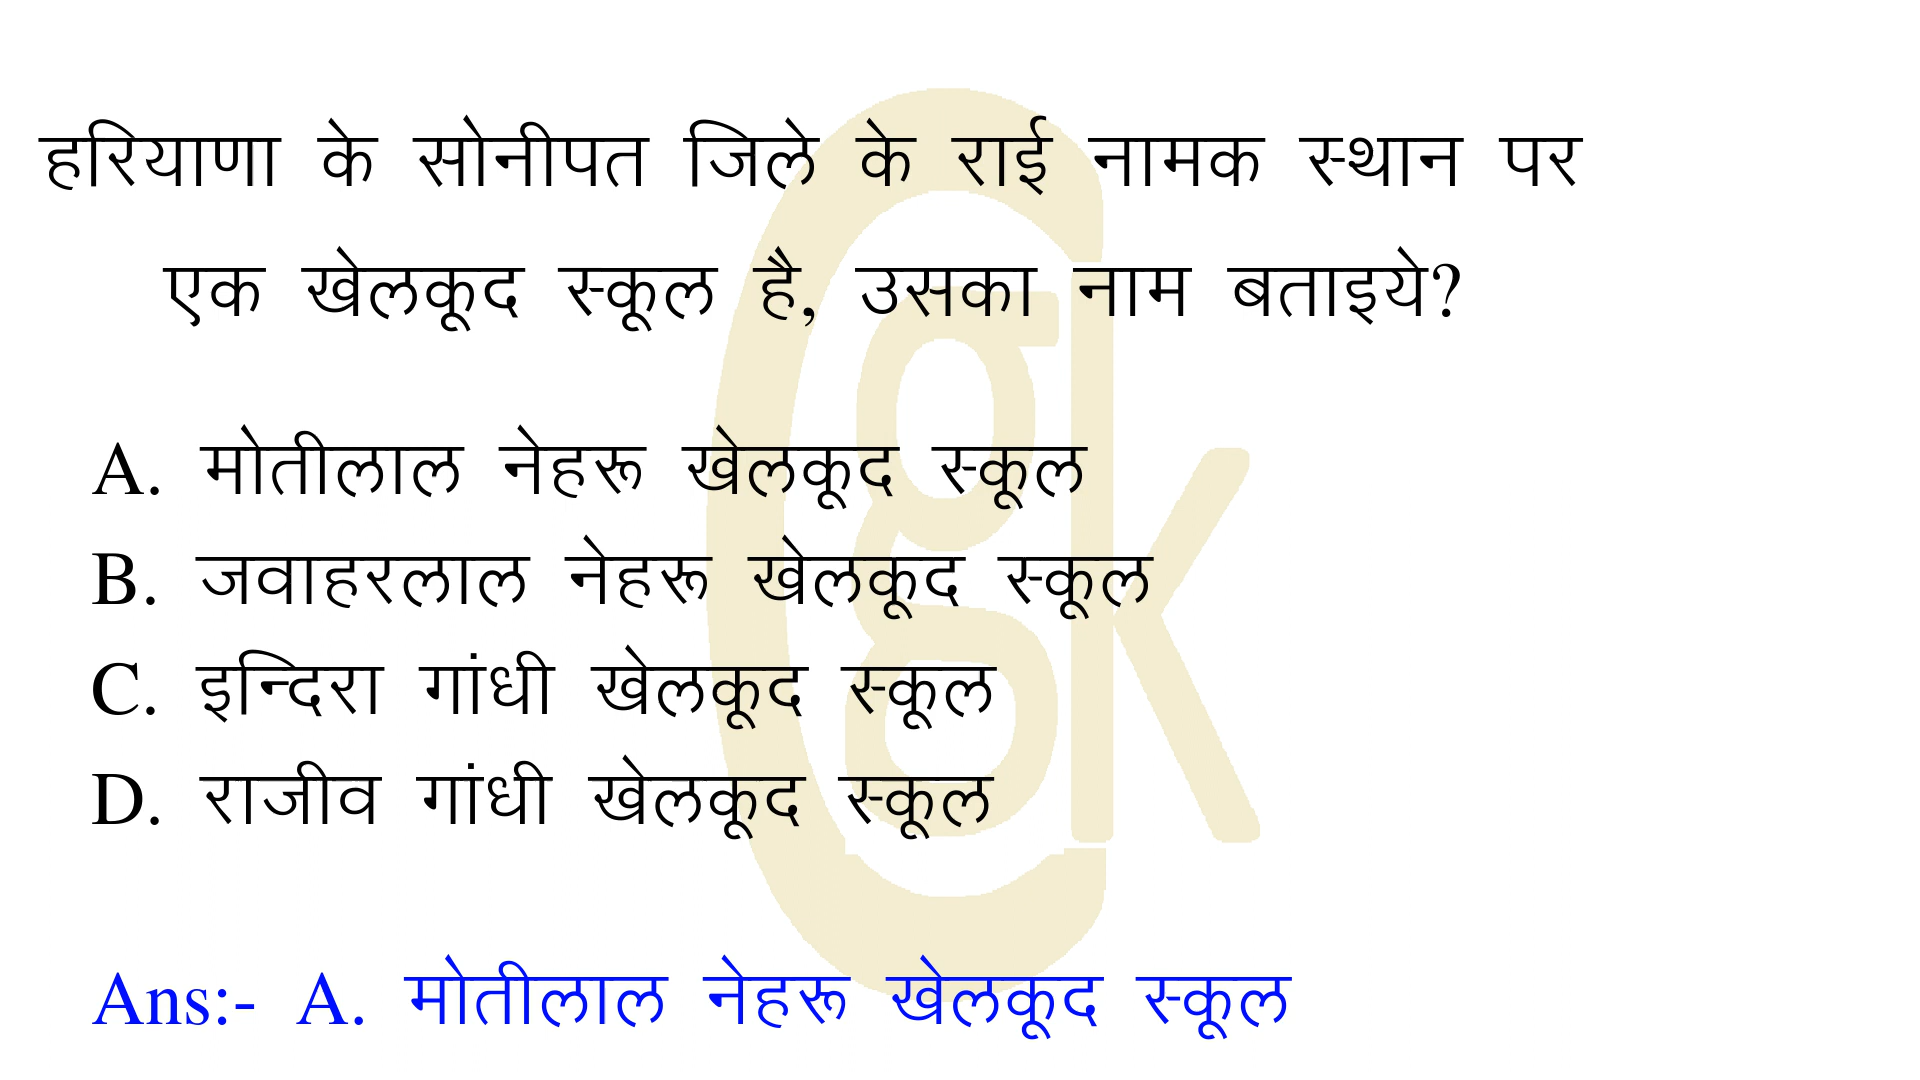 हरियाणा के सोनीपत जिले के राई नामक स्थान पर
एक खेलकूद स्कूल है, उसका नाम बताइये?
A. मोतीलाल नेहरू खेलकूद स्कूल
B. जवाहरलाल नेहरू खेलकूद स्कूल
C. इन्दिरा गांधी खेलकूद स्कूल
D. राजीव गांधी खेलकूद स्कूल
Ans:- A. मोतीलाल नेहरू खेलकूद स्कूल
Cgk